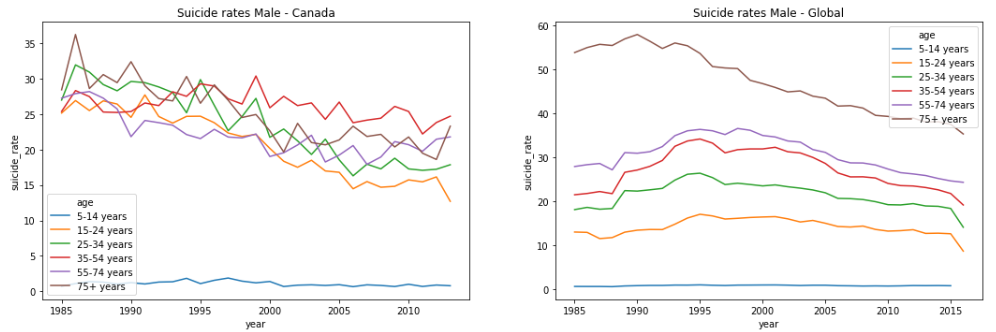 Suicide rates Male - Canada
suicide_rate
35
30
25
20
15
10
5
0
age
5-14 years
15-24 years
25-34 years
35-54 years
55-74 years
75+ years
1985
1990
1995
2000
2005
2010
year
Suicide rates Male - Global
suicide_rate
60
50
40
30
20
10
0
age
5-14 years
15-24 years
25-34 years
35-54 years
55-74 years
75+ years
1985
1990
1995
2000
2005
2010
2015
year